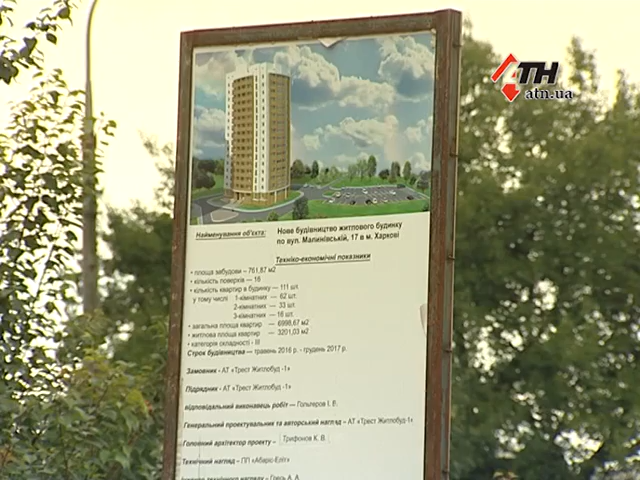 АТН
atn.ua
Найменування об'єкта: Нове будівництво житлового будинку
по вул. Малинівській, 17 в м. Харкові
Техніко-економічні показники
• площа забудови – 761,87 м2
• кількість поверхів – 16
• кількість квартир в будинку – 111 шт.
у тому числі 1-кімнатних – 62 шт.
2-кімнатних – 33 шт.
3-кімнатних – 16 шт.
• загальна площа квартир – 6998,67 м2
• житлова площа квартир – 3201,03 м2
• категорія складності - III
Строк будівництва – травень 2016 р. - грудень 2017 р.
Замовник - АТ «Трест Житлобуд -1»
Підрядник - АТ «Трест Житлобуд -1»
відповідальний виконавець робіт — Гольтяров І. В.
Генеральний проектувальник та авторський нагляд – АТ «Трест Житлобуд-1»
Головний архітектор проекту – Трифонов К. В.
Технічний нагляд – ПП «Абаріс-Еліт»